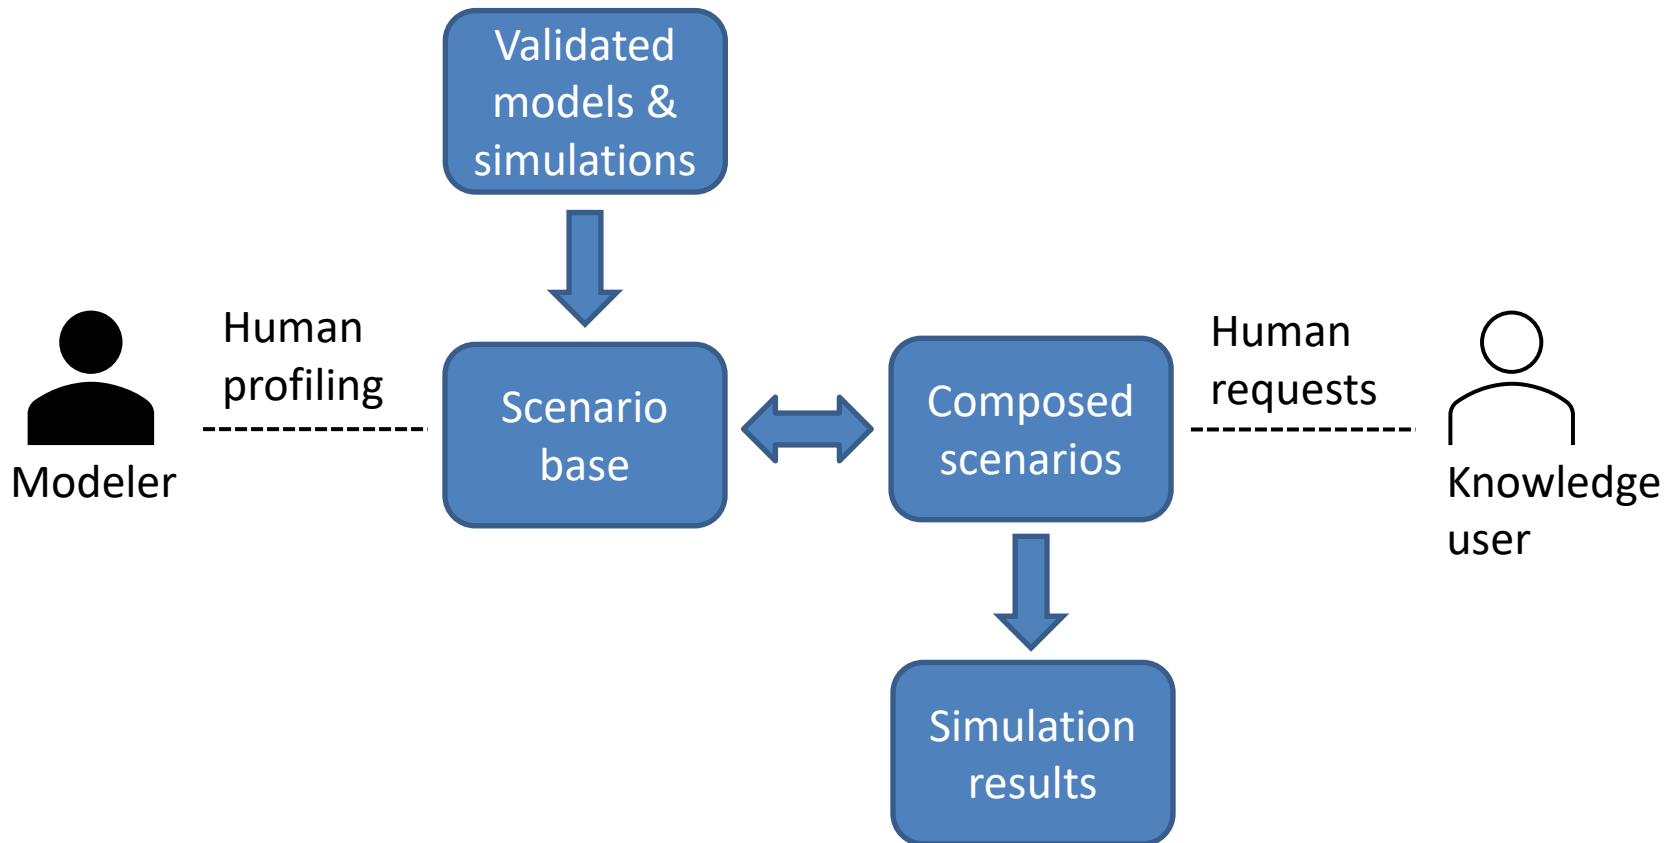 Validated
models &
simulations
Human
profiling
Modeler
Scenario
base
Composed
scenarios
Human
requests
Knowledge
user
Simulation
results